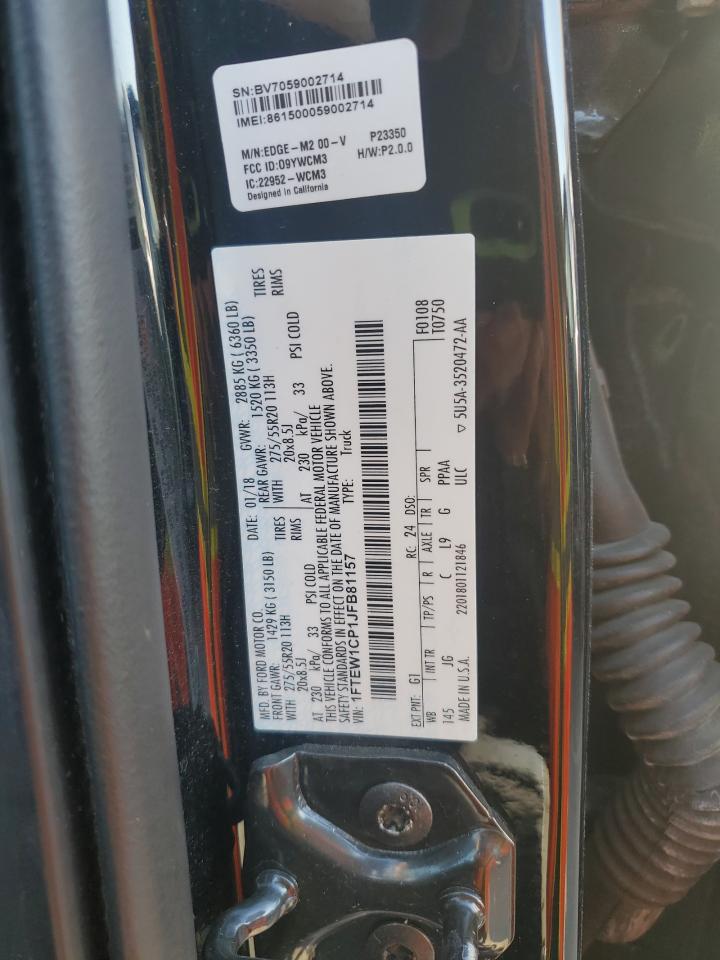 SN:BV7059002714
IMEI:861500059002714
M/N:EDGE-M2 00-V P23350
FCC ID:O9YWCM3 H/W:P2.0.0
IC:22952-WCM3
Designed in California
MFD. BY FORD MOTOR CO.
DATE: 01/18 GVWR: 2885 KG ( 6360 LB)
FRONT GAWR: 1429 KG ( 3150 LB) REAR GAWR: 1520 KG ( 3350 LB)
WITH 275/55R20 113H TIRES WITH 275/55R20 113H TIRES
20x8.5J RIMS 20x8.5J RIMS
AT 230 kPa/ 33 PSI COLD AT 230 kPa/ 33 PSI COLD
THIS VEHICLE CONFORMS TO ALL APPLICABLE FEDERAL MOTOR VEHICLE
SAFETY STANDARDS IN EFFECT ON THE DATE OF MANUFACTURE SHOWN ABOVE.
VIN: 1FTEW1CP1JFB81157 TYPE: Truck
F0108
T0750
EXT PNT: G1 RC: 24 DSO:
WB INT TR TP/PS R AXLE TR SPR
145 JG C L9 G PPAA
MADE IN U.S.A. 2201801121846 ULC ▽ 5U5A-3520472-AA